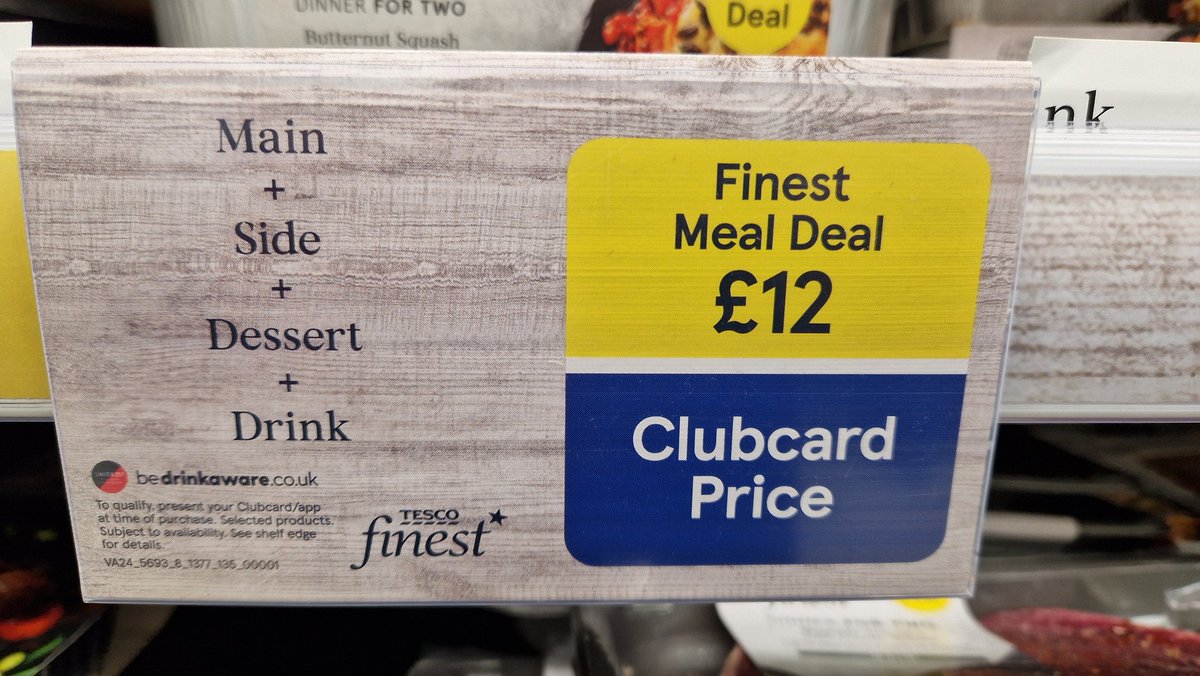 DINNER FOR TWO
Butternut Squash
Deal
nk
Main
+
Side
+
Dessert
+
Drink
bedrinkaware.co.uk
To qualify, present your Clubcard/app
at time of purchase. Selected products.
Subject to availability. See shelf edge
for details.
VA24_5693_8_1377_135_00001
TESCO
finest
Finest
Meal Deal
£12
Clubcard
Price